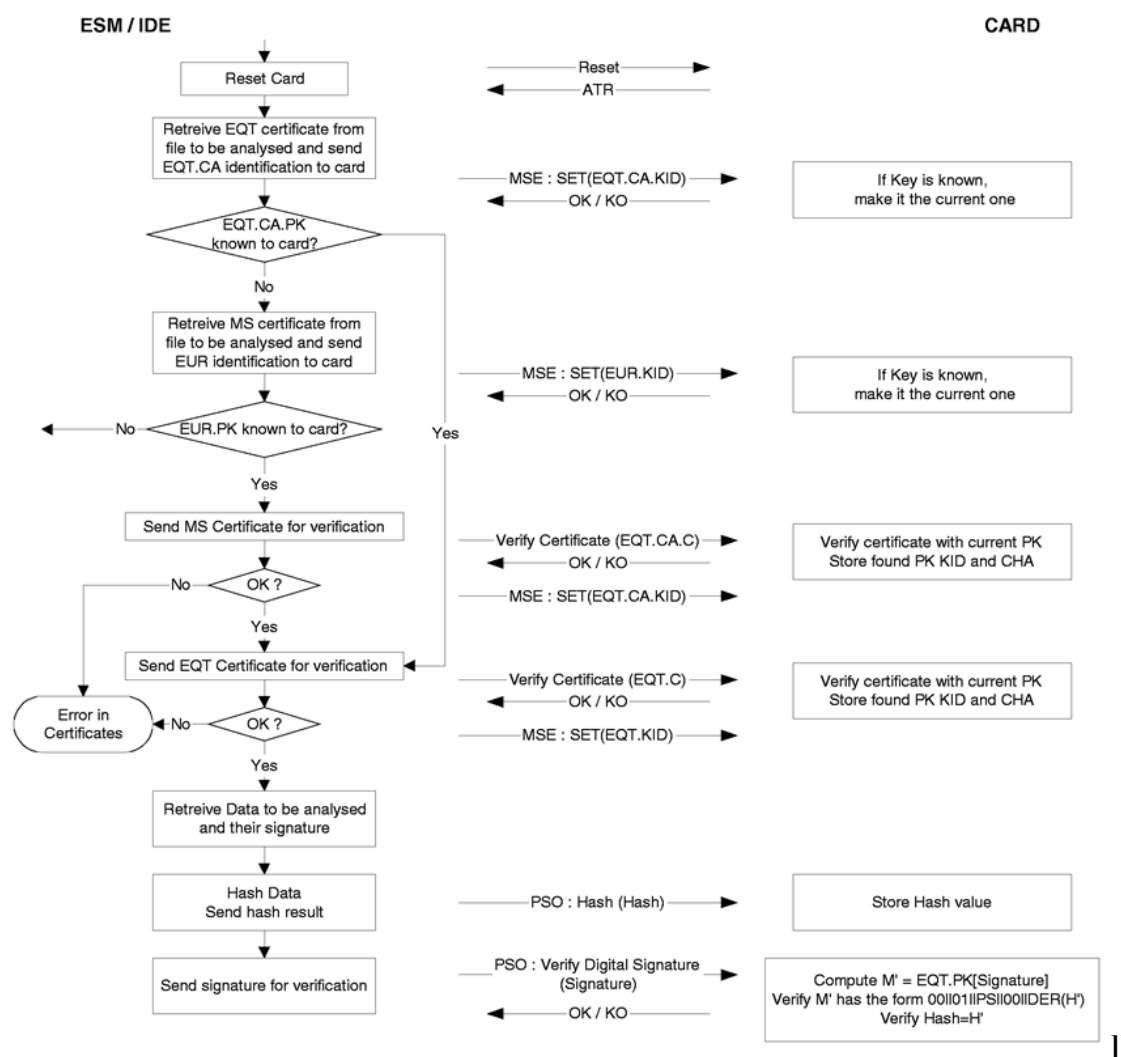 ESM / IDE
CARD
Reset Card
Reset
ATR
Retreive EQT certificate from
file to be analysed and send
EQT.CA identification to card
MSE : SET(EQT.CA.KID)
OK / KO
If Key is known,
make it the current one
EQT.CA.PK
known to card?
No
Retreive MS certificate from
file to be analysed and send
EUR identification to card
MSE : SET(EUR.KID)
OK / KO
If Key is known,
make it the current one
No
EUR.PK known to card?
Yes
Yes
Send MS Certificate for verification
Verify Certificate (EQT.CA.C)
OK / KO
Verify certificate with current PK
Store found PK KID and CHA
No
OK ?
MSE : SET(EQT.CA.KID)
Yes
Send EQT Certificate for verification
Verify Certificate (EQT.C)
OK / KO
Verify certificate with current PK
Store found PK KID and CHA
Error in
Certificates
No
OK ?
MSE : SET(EQT.KID)
Yes
Retreive Data to be analysed
and their signature
Hash Data
Send hash result
PSO : Hash (Hash)
Store Hash value
Send signature for verification
PSO : Verify Digital Signature
(Signature)
OK / KO
Compute M' = EQT.PK[Signature]
Verify M' has the form 00||01||PS||00||DER(H')
Verify Hash=H'
]